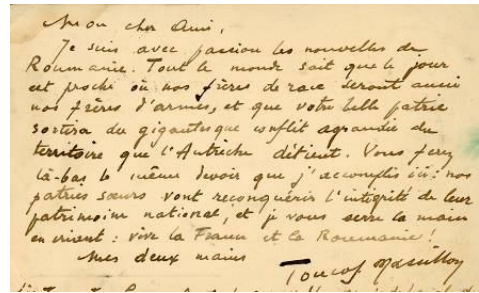 Mon cher Ami,
Je suis avec passion les nouvelles de
Roumanie. Tout le monde sait que le jour
est proche où nos frères de race seront aussi
nos frères d'armes, et que votre belle patrie
sortira du gigantesque conflit agrandie du
territoire que l'Autriche détient. Vous ferez
là-bas le même devoir que j'accomplis ici : nos
patries sœurs vont reconquérir l'intégrité de leur
patrimoine national, et je vous serre la main
en criant : vive la France et la Roumanie !
Mes deux mains